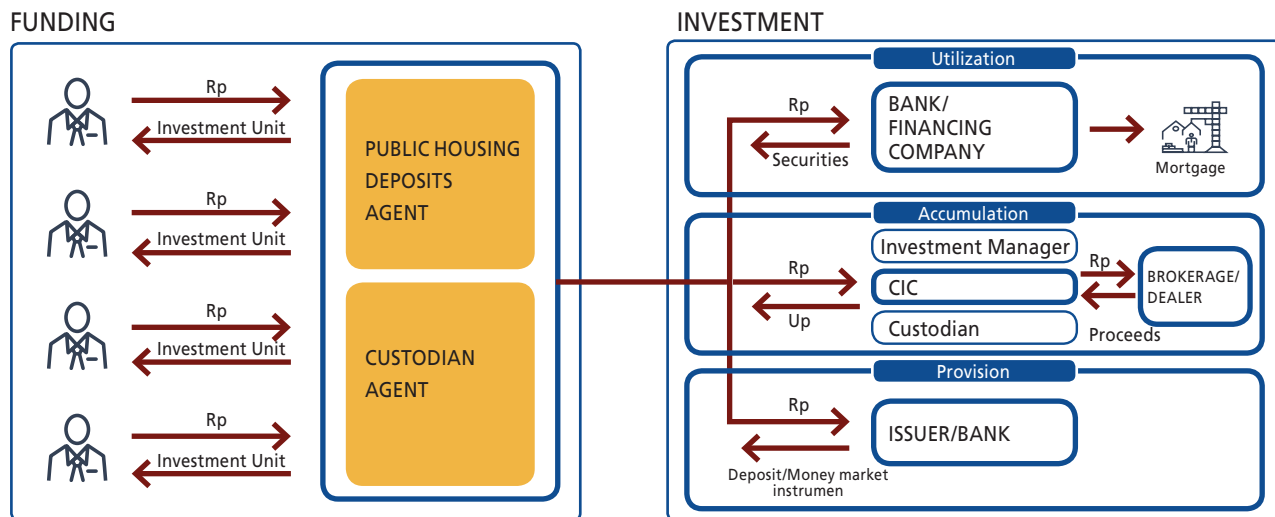 FUNDING
Rp
Investment Unit
Rp
Investment Unit
Rp
Investment Unit
Rp
Investment Unit
PUBLIC HOUSING
DEPOSITS
AGENT
CUSTODIAN
AGENT
INVESTMENT
Utilization
Rp
Securities
BANK/
FINANCING
COMPANY
Mortgage
Accumulation
Rp
Up
Investment Manager
CIC
Custodian
Rp
Proceeds
BROKERAGE/
DEALER
Provision
Rp
Deposit/Money market
instrumen
ISSUER/BANK